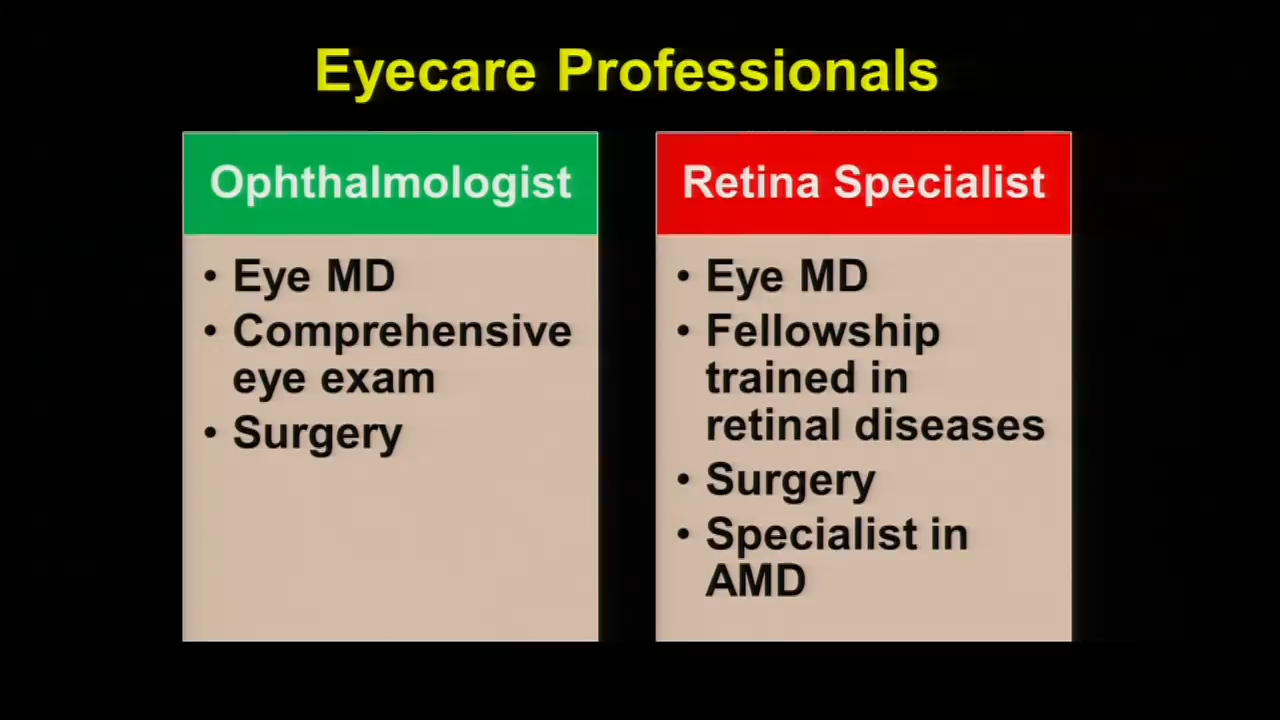 Eyecare Professionals
Ophthalmologist
• Eye MD
• Comprehensive
eye exam
• Surgery
Retina Specialist
• Eye MD
• Fellowship
trained in
retinal diseases
• Surgery
• Specialist in
AMD